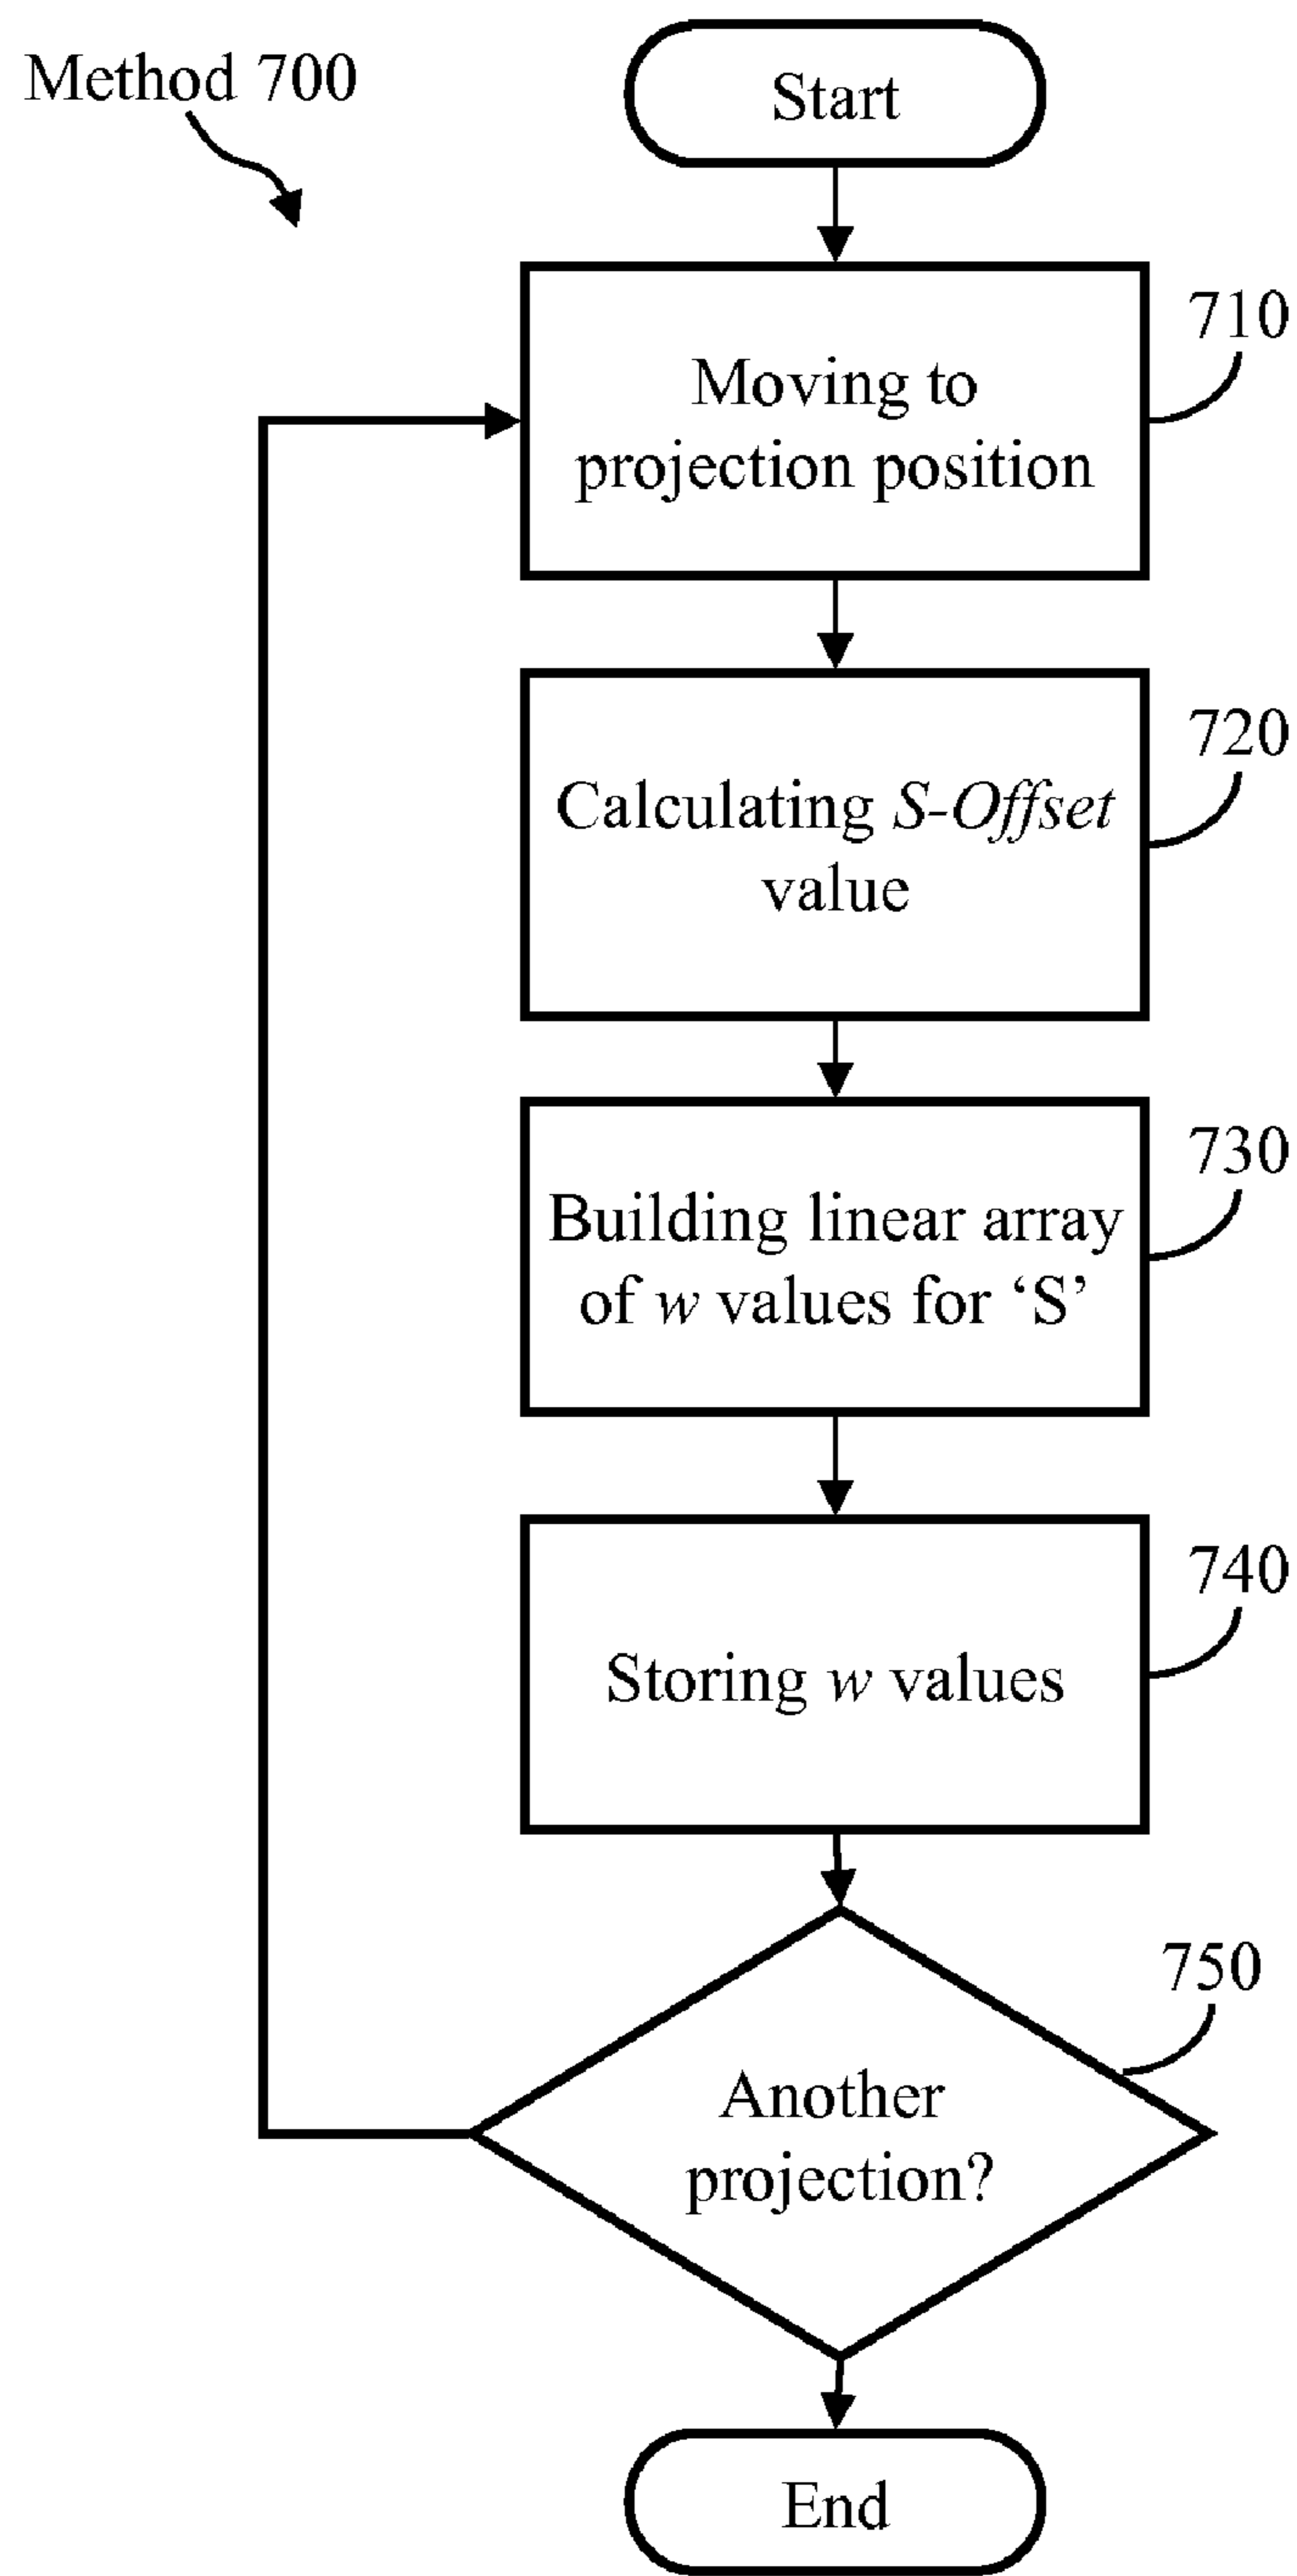 Method 700
Start
710
Moving to
projection position
720
Calculating S-Offset
value
730
Building linear array
of w values for ‘S’
740
Storing w values
750
Another
projection?
End